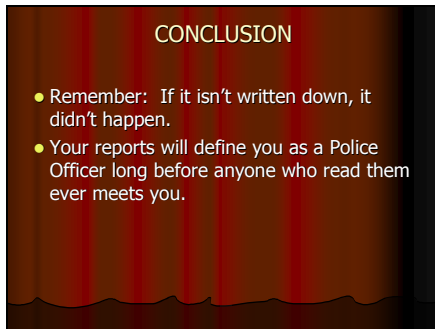 CONCLUSION
Remember: If it isn't written down, it
didn't happen.
Your reports will define you as a Police
Officer long before anyone who read them
ever meets you.